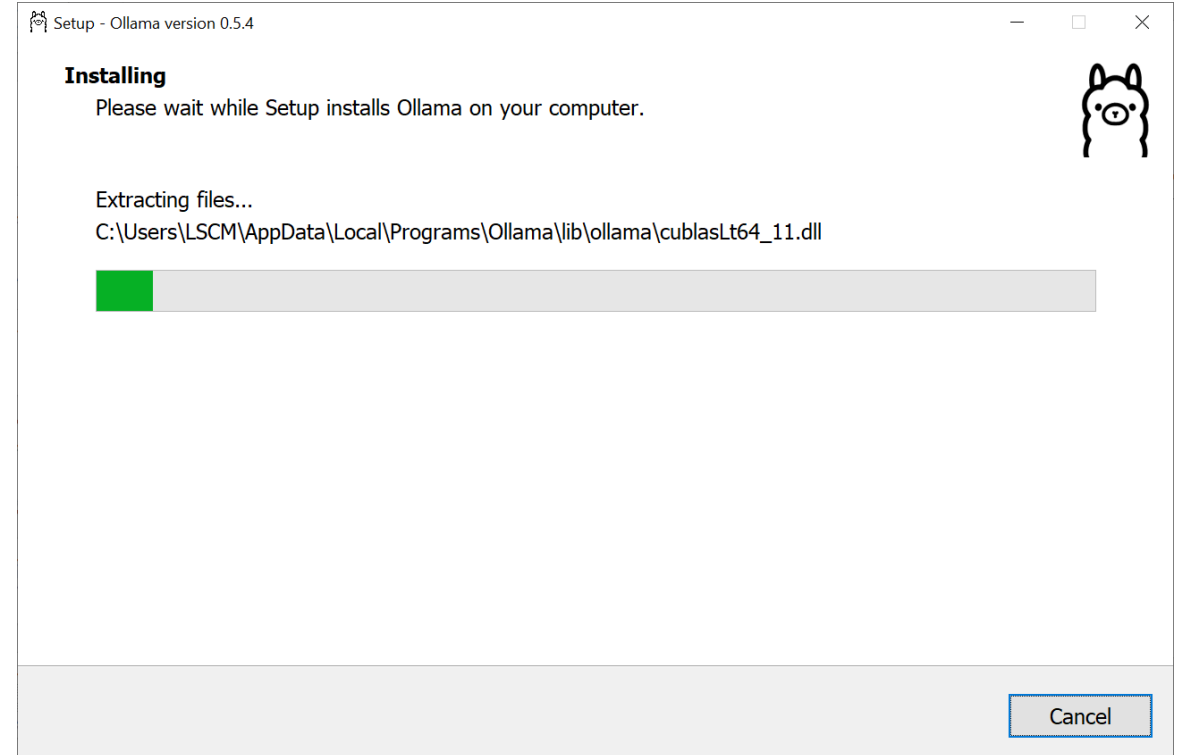 Setup - Ollama version 0.5.4
Installing
Please wait while Setup installs Ollama on your computer.
Extracting files...
C:\Users\LSCM\AppData\Local\Programs\Ollama\lib\ollama\cublasLt64_11.dll
Cancel